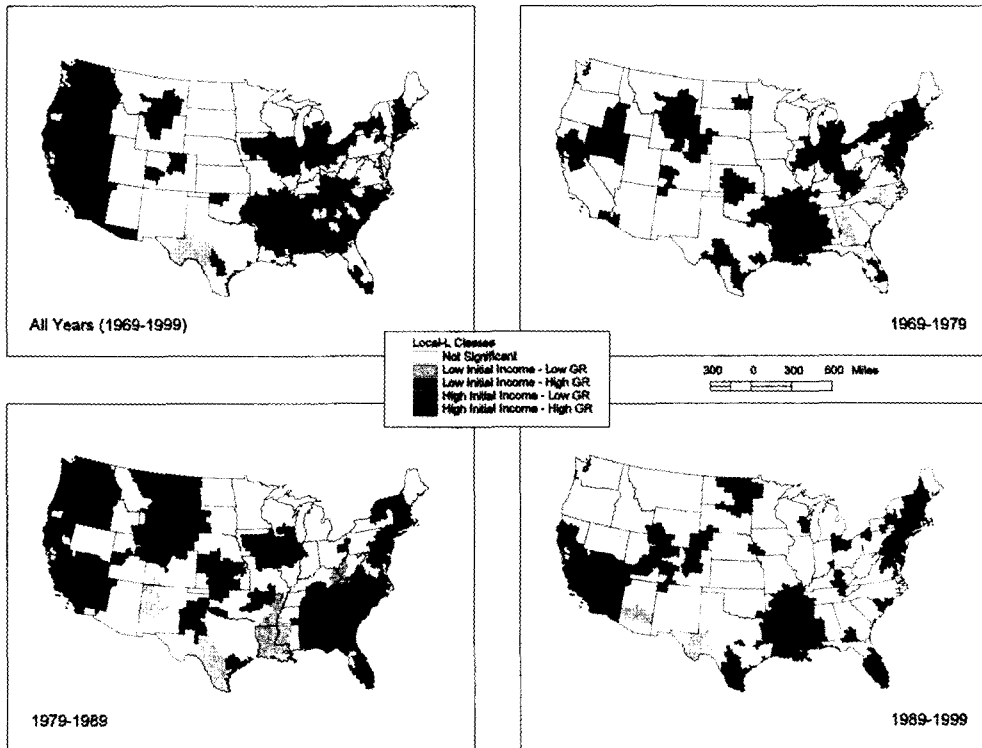 All Years (1969-1999)
1969-1979
Local-L Classes
Not Significant
Low Initial Income - Low GR
Low Initial Income - High GR
High Initial Income - Low GR
High Initial Income - High GR
300 0 300 600 Miles
1979-1989
1989-1999